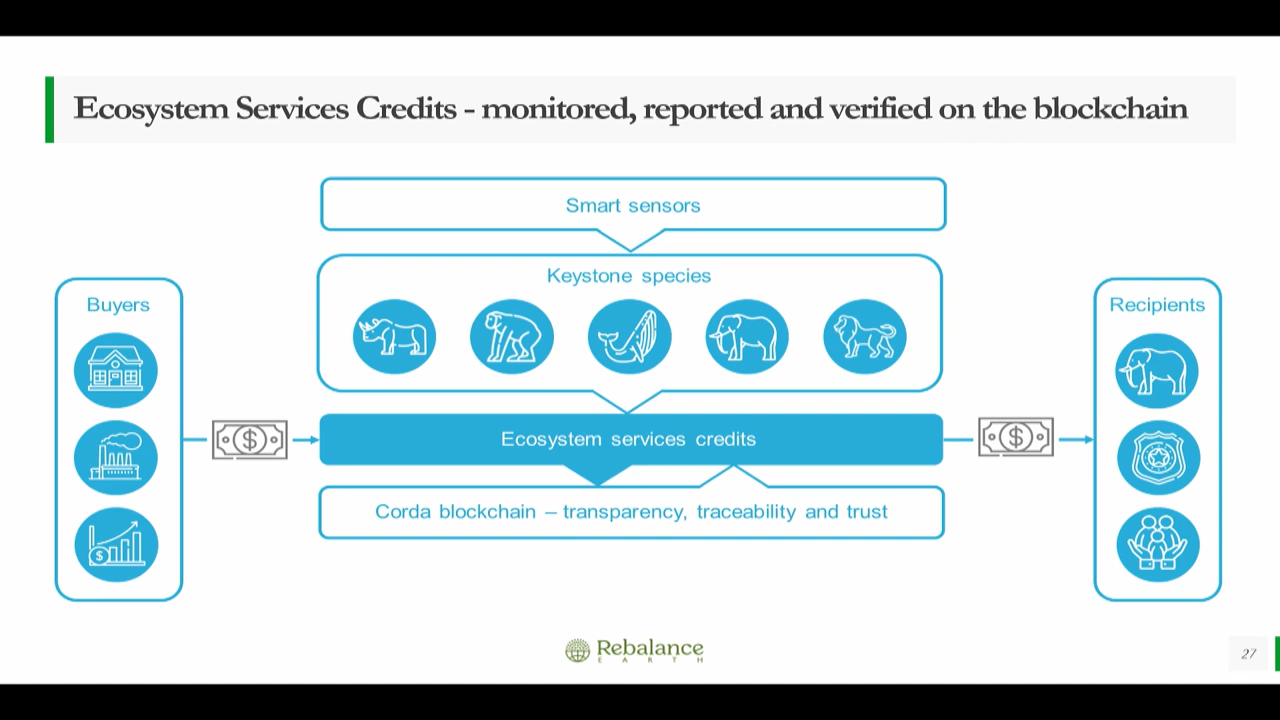 Ecosystem Services Credits - monitored, reported and verified on the blockchain
Smart sensors
Keystone species
Buyers
Recipients
$
Ecosystem services credits
$
$
Corda blockchain – transparency, traceability and trust
Rebalance
EARTH
27